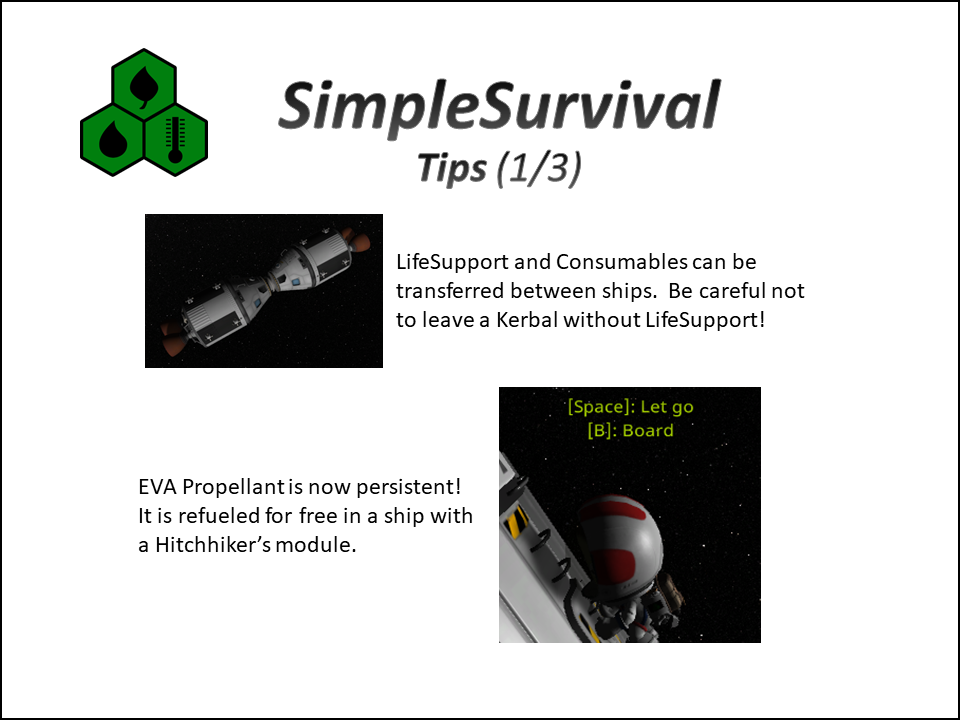 SimpleSurvival
Tips (1/3)
LifeSupport and Consumables can be
transferred between ships.  Be careful not
to leave a Kerbal without LifeSupport!
[Space]: Let go
[B]: Board
EVA Propellant is now persistent!
It is refueled for free in a ship with
a Hitchhiker’s module.